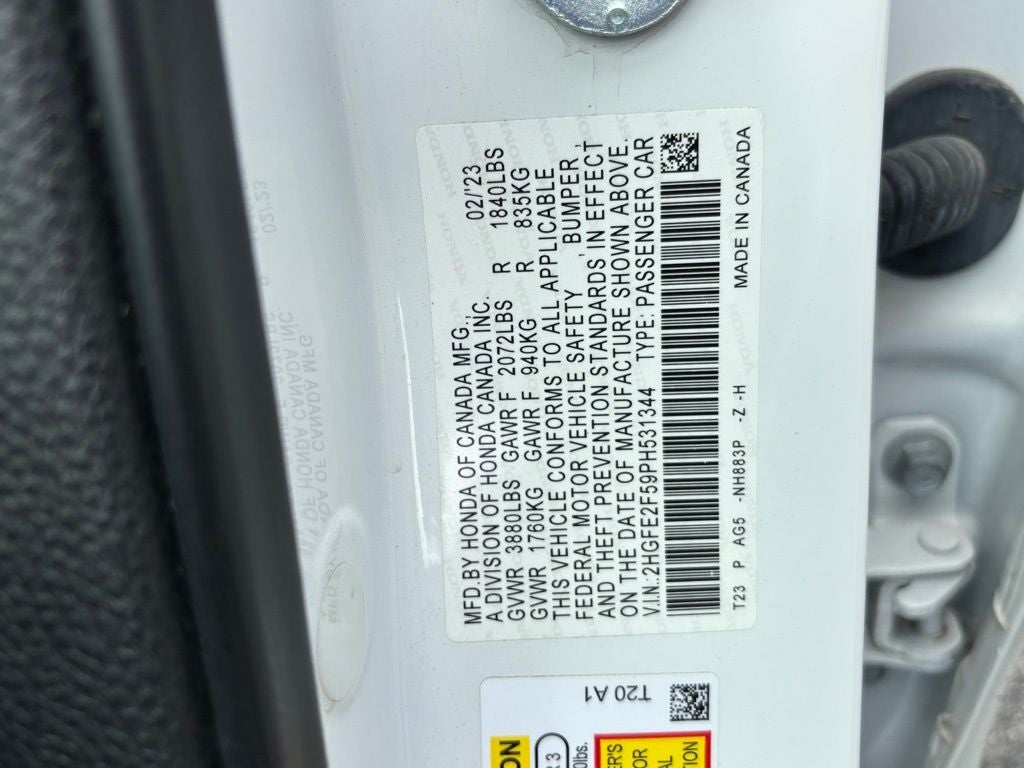 MFD.BY HONDA OF CANADA MFG., 02/'23
A DIVISION OF HONDA CANADA INC.
GVWR 3880LBS GAWR F 2072LBS R 1840LBS
GVWR 1760KG GAWR F 940KG R 835KG
THIS VEHICLE CONFORMS TO ALL APPLICABLE
FEDERAL MOTOR VEHICLE SAFETY , BUMPER ,
AND THEFT PREVENTION STANDARDS IN EFFECT
ON THE DATE OF MANUFACTURE SHOWN ABOVE.
V.I.N.:2HGFE2F59PH531344 TYPE: PASSENGER CAR
T23 P AG5 -NH883P -Z -H MADE IN CANADA
T20 A1